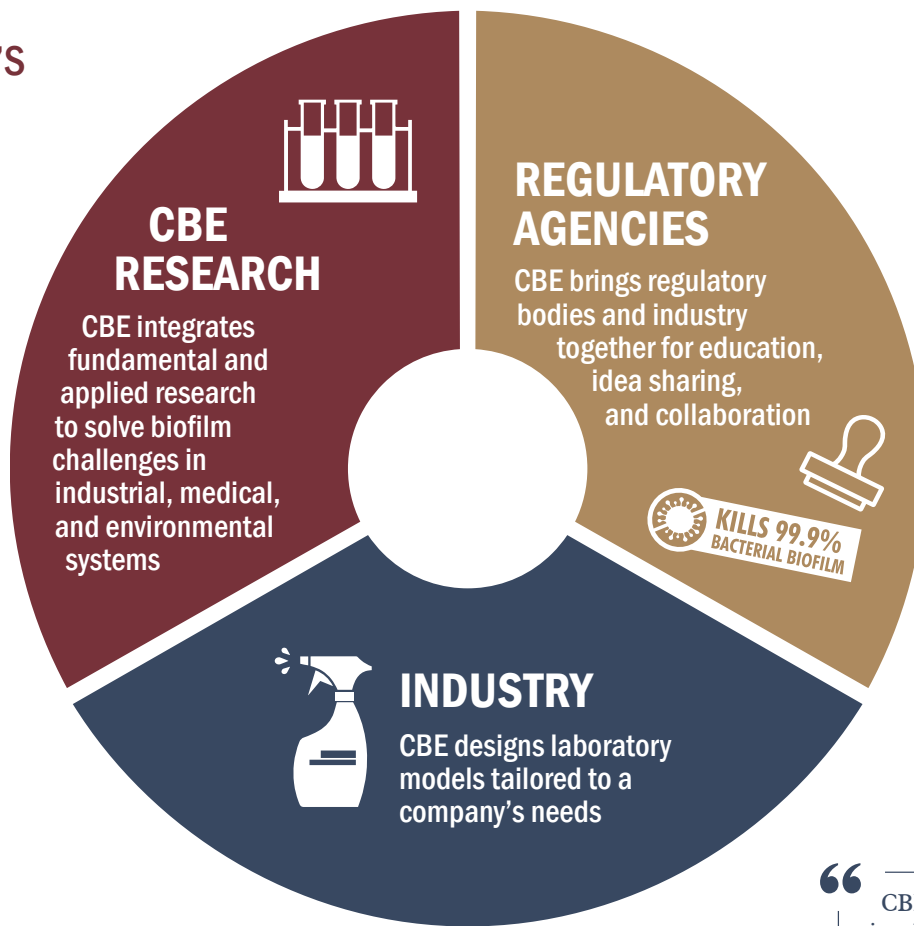 'S
CBE
RESEARCH
CBE integrates
fundamental and
applied research
to solve biofilm
challenges in
industrial, medical,
and environmental
systems
REGULATORY
AGENCIES
CBE brings regulatory
bodies and industry
together for education,
idea sharing,
and collaboration
KILLS 99.9%
BACTERIAL BIOFILM
INDUSTRY
CBE designs laboratory
models tailored to a
company's needs
“